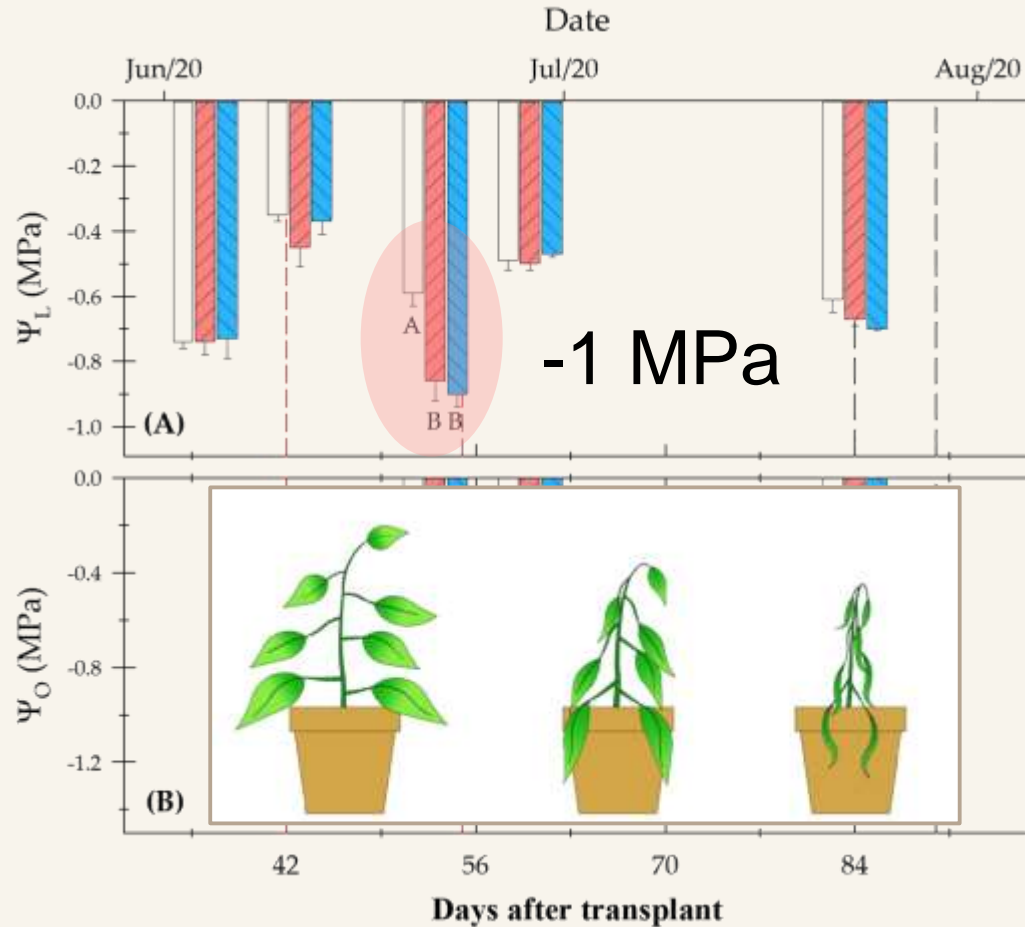 Date
Jun/20 Jul/20 Aug/20
0.0
-0.2
-0.4
-0.6
-0.8
-1.0
Ψ_L (MPa)
A
B B
-1 MPa
(A)
0.0
-0.4
-0.8
-1.2
Ψ_O (MPa)
(B)
42 56 70 84
Days after transplant